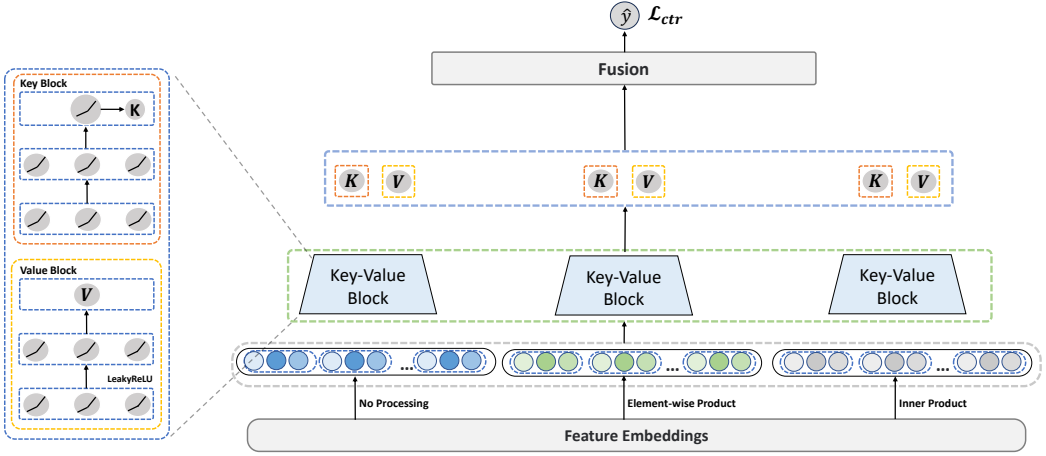 ŷ ℒctr
Fusion
Key Block
K
K V K V K V
Value Block
V
LeakyReLU
Key-Value Block
Key-Value Block
Key-Value Block
... ... ...
No Processing
Element-wise Product
Inner Product
Feature Embeddings